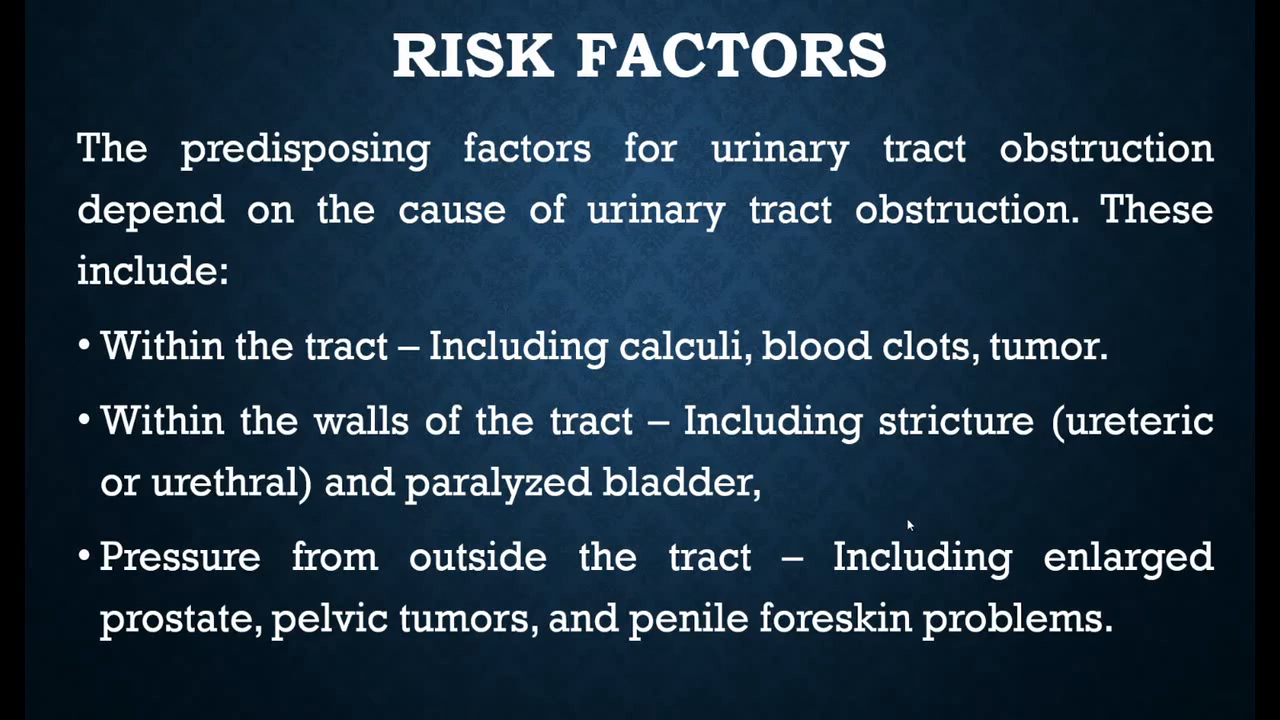 RISK FACTORS
The predisposing factors for urinary tract obstruction
depend on the cause of urinary tract obstruction. These
include:
• Within the tract – Including calculi, blood clots, tumor.
• Within the walls of the tract – Including stricture (ureteric
or urethral) and paralyzed bladder,
• Pressure from outside the tract – Including enlarged
prostate, pelvic tumors, and penile foreskin problems.